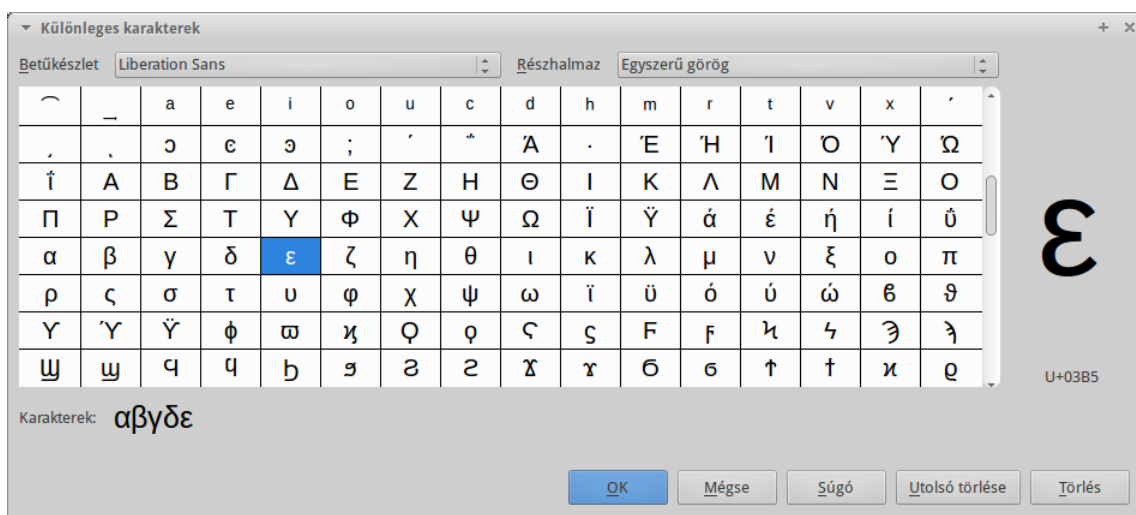 Különleges karakterek
Betűkészlet Liberation Sans Részhalmaz Egyszerű görög
͡ ͢ ͣ ͤ ͥ ͦ ͧ ͨ ͩ ͪ ͫ ͬ ͭ ͮ ͯ ʹ
͵ ͺ ͻ ͼ ͽ ; ΄ ΅ Ά · Έ Ή Ί Ό Ύ Ώ
ΐ Α Β Γ Δ Ε Ζ Η Θ Ι Κ Λ Μ Ν Ξ Ο
Π Ρ Σ Τ Υ Φ Χ Ψ Ω Ϊ Ϋ ά έ ή ί ΰ
α β γ δ ε ζ η θ ι κ λ μ ν ξ ο π
ρ ς σ τ υ φ χ ψ ω ϊ ϋ ό ύ ώ ϐ ϑ
ϒ ϓ ϔ ϕ ϖ ϗ Ϙ ϙ Ϛ ϛ Ϝ ϝ Ϟ ϟ Ϡ ϡ
Ϣ ϣ Ϥ ϥ Ϧ ϧ Ϩ ϩ Ϫ ϫ Ϭ ϭ Ϯ ϯ ϰ ϱ
ε
U+03B5
Karakterek: αβγδε
OK Mégse Súgó Utolsó törlése Törlés